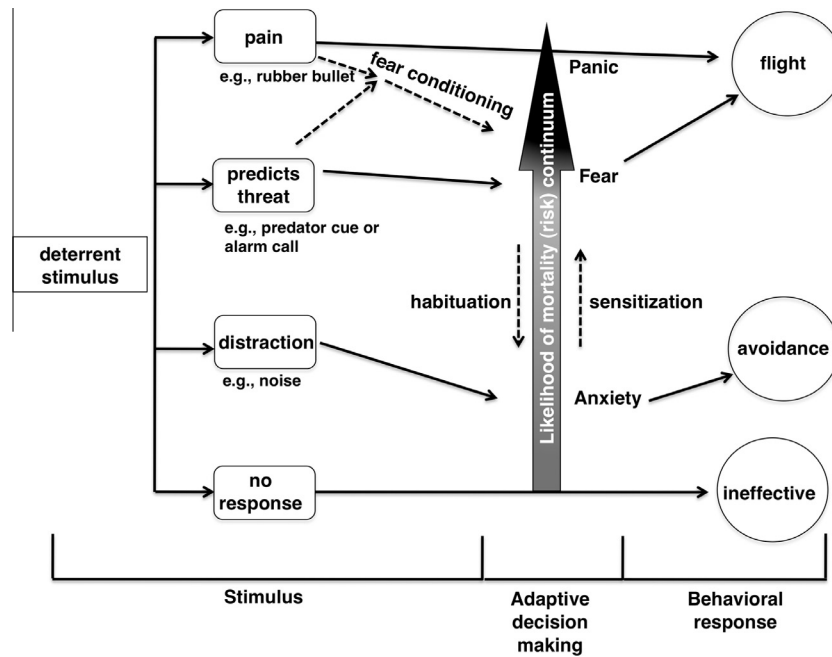 pain
e.g., rubber bullet
fear conditioning
Panic
flight
predicts
threat
e.g., predator cue or
alarm call
Fear
deterrent
stimulus
Likelihood of mortality (risk) continuum
habituation
sensitization
distraction
e.g., noise
Anxiety
avoidance
no
response
ineffective
Stimulus
Adaptive
decision
making
Behavioral
response